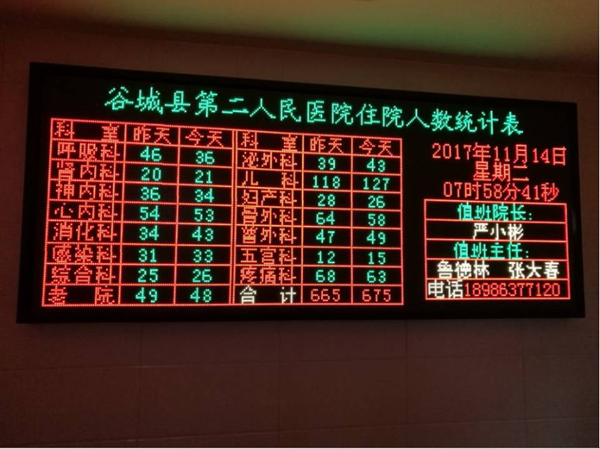 谷城县第二人民医院住院人数统计表
科 室 昨天 今天 科 室 昨天 今天
呼吸科 46 36 泌外科 39 43
肾内科 20 21 儿 科 118 127
神内科 36 34 妇产科 28 26
心内科 54 53 骨外科 64 58
消化科 34 43 普外科 47 49
感染科 31 33 五官科 12 15
综合科 25 26 疼痛科 68 63
老 院 49 48 合 计 665 675
2017年11月14日
星期二
07时58分41秒
值班院长:
严小彬
值班主任:
鲁德林 张大春
电话18986377120